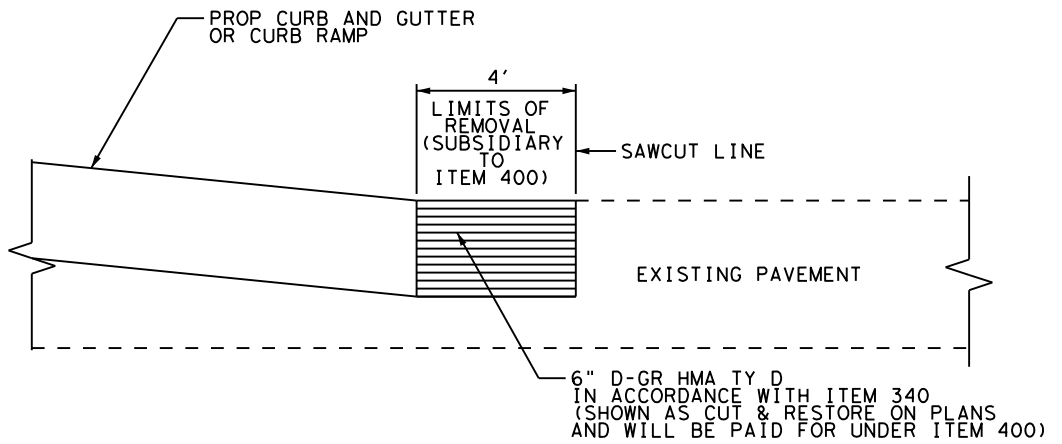 PROP CURB AND GUTTER
OR CURB RAMP
4'
LIMITS OF
REMOVAL
(SUBSIDIARY
TO
ITEM 400)
SAWCUT LINE
EXISTING PAVEMENT
6" D-GR HMA TY D
IN ACCORDANCE WITH ITEM 340
(SHOWN AS CUT & RESTORE ON PLANS
AND WILL BE PAID FOR UNDER ITEM 400)